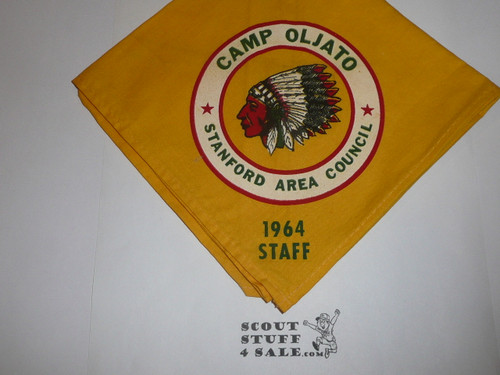 CAMP OLJATO
STANFORD AREA COUNCIL
1964
STAFF
SCOUT
STUFF
4 SALE.com